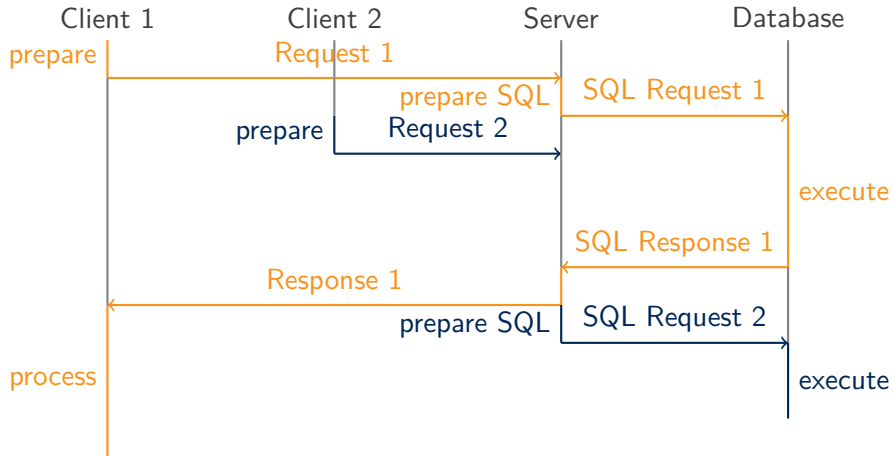 Client 1
Client 2
Server
Database
prepare
Request 1
prepare SQL
SQL Request 1
prepare
Request 2
execute
SQL Response 1
Response 1
prepare SQL
SQL Request 2
process
execute